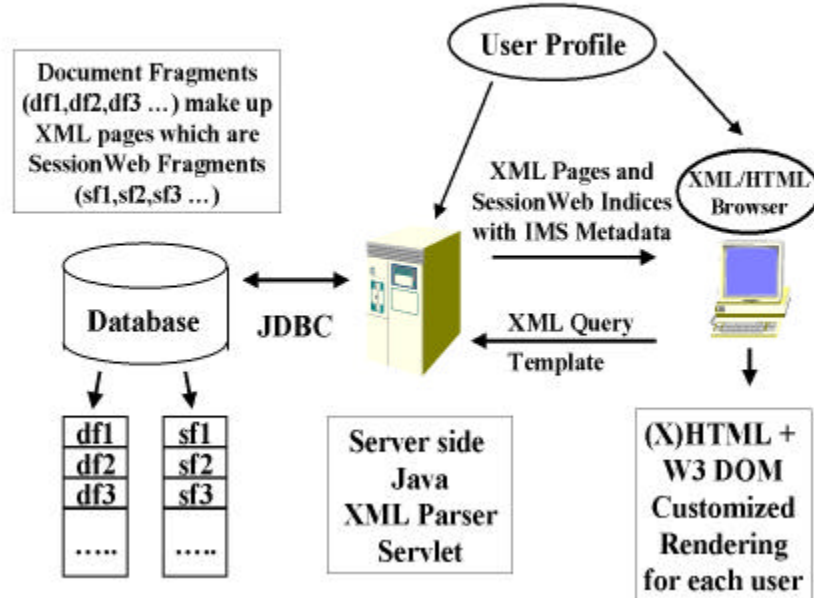 User Profile
Document Fragments
(df1,df2,df3 ...) make up
XML pages which are
SessionWeb Fragments
(sf1,sf2,sf3 ...)
XML Pages and
SessionWeb Indices
with IMS Metadata
XML/HTML
Browser
Database
JDBC
XML Query
Template
df1
df2
df3
.....
sf1
sf2
sf3
.....
Server side
Java
XML Parser
Servlet
(X)HTML +
W3 DOM
Customized
Rendering
for each user